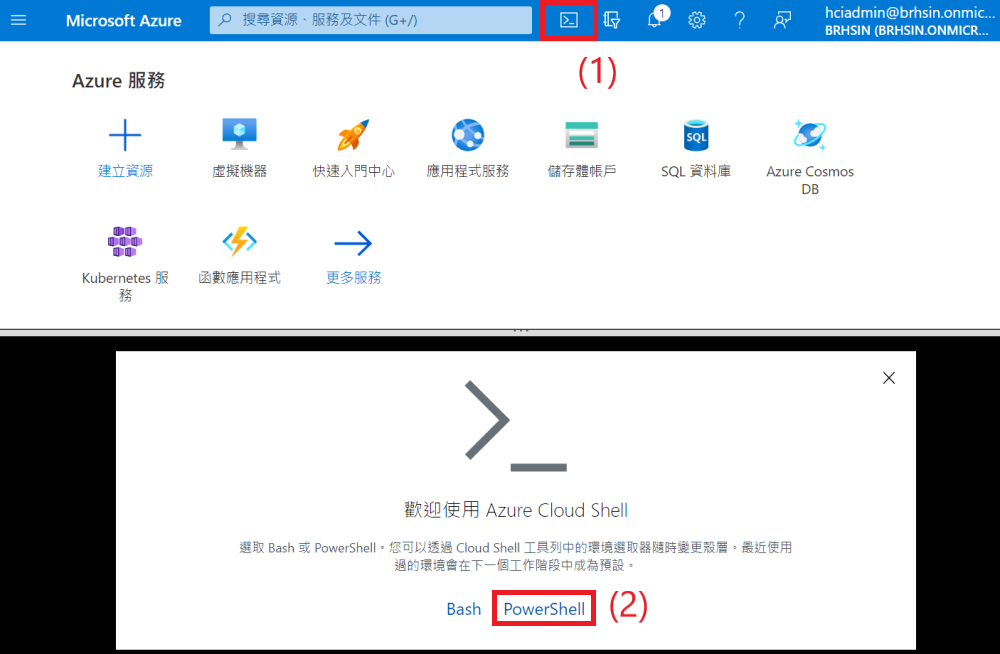 Microsoft Azure
搜尋資源、服務及文件 (G+/)
1
hciadmin@brhsin.onmic...
BRHSIN (BRHSIN.ONMICR...
(1)
Azure 服務
建立資源
虛擬機器
快速入門中心
應用程式服務
儲存體帳戶
SQL
SQL 資料庫
Azure Cosmos
DB
Kubernetes 服
務
函數應用程式
更多服務
歡迎使用 Azure Cloud Shell
選取 Bash 或 PowerShell。您可以透過 Cloud Shell 工具列中的環境選取器隨時變更殼層。最近使用
過的環境會在下一個工作階段中成為預設。
Bash
PowerShell
(2)